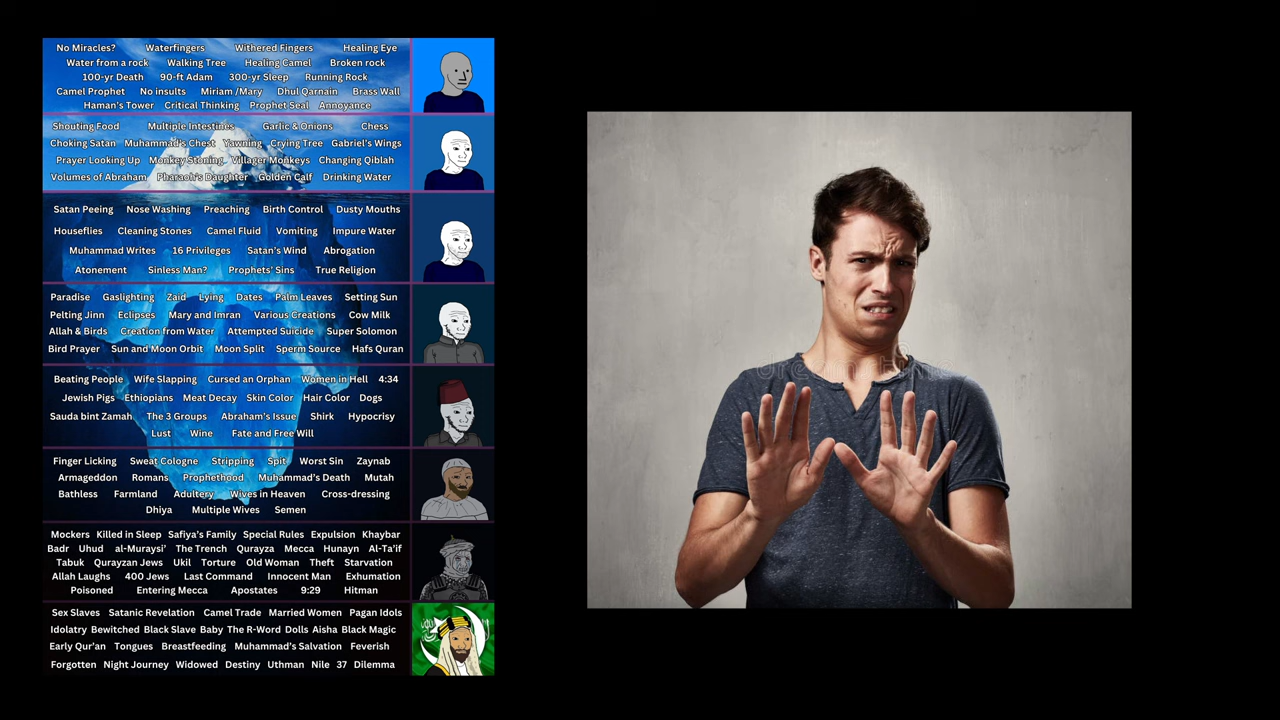 No Miracles? Waterfingers Withered Fingers Healing Eye
Water from a rock Walking Tree Healing Camel Broken rock
100-yr Death 90-ft Adam 300-yr Sleep Running Rock
Camel Prophet No insults Miriam /Mary Dhul Qarnain Brass Wall
Haman's Tower Critical Thinking Prophet Seal Annoyance
Shouting Food Multiple Intestines Garlic & Onions Chess
Choking Satan Muhammad's Chest Yawning Crying Tree Gabriel's Wings
Prayer Looking Up Monkey Stoning Villager Monkeys Changing Qiblah
Volumes of Abraham Pharaoh's Daughter Golden Calf Drinking Water
Satan Peeing Nose Washing Preaching Birth Control Dusty Mouths
Houseflies Cleaning Stones Camel Fluid Vomiting Impure Water
Muhammad Writes 16 Privileges Satan's Wind Abrogation
Atonement Sinless Man? Prophets' Sins True Religion
Paradise Gaslighting Zaid Lying Dates Palm Leaves Setting Sun
Pelting Jinn Eclipses Mary and Imran Various Creations Cow Milk
Allah & Birds Creation from Water Attempted Suicide Super Solomon
Bird Prayer Sun and Moon Orbit Moon Split Sperm Source Hafs Quran
Beating People Wife Slapping Cursed an Orphan Women in Hell 4:34
Jewish Pigs Ethiopians Meat Decay Skin Color Hair Color Dogs
Sauda bint Zamah The 3 Groups Abraham's Issue Shirk Hypocrisy
Lust Wine Fate and Free Will
Finger Licking Sweat Cologne Stripping Spit Worst Sin Zaynab
Armageddon Romans Prophethood Muhammad's Death Mutah
Bathless Farmland Adultery Wives in Heaven Cross-dressing
Dhiya Multiple Wives Semen
Mockers Killed in Sleep Safiya's Family Special Rules Expulsion Khaybar
Badr Uhud al-Muraysi' The Trench Qurayza Mecca Hunayn Al-Ta'if
Tabuk Qurayzan Jews Ukil Torture Old Woman Theft Starvation
Allah Laughs 400 Jews Last Command Innocent Man Exhumation
Poisoned Entering Mecca Apostates 9:29 Hitman
Sex Slaves Satanic Revelation Camel Trade Married Women Pagan Idols
Idolatry Bewitched Black Slave Baby The R-Word Dolls Aisha Black Magic
Early Qur'an Tongues Breastfeeding Muhammad's Salvation Feverish
Forgotten Night Journey Widowed Destiny Uthman Nile 37 Dilemma